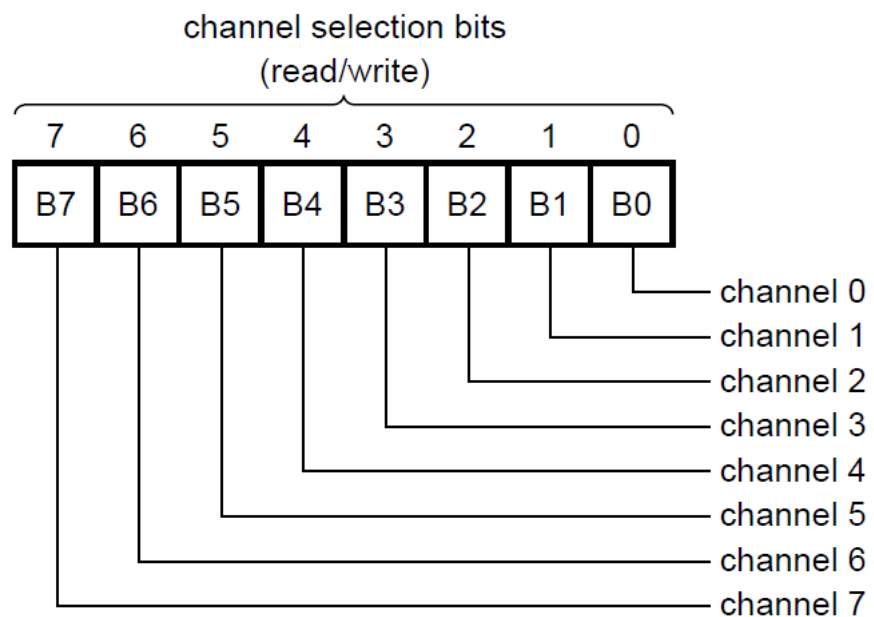 channel selection bits
(read/write)
7 6 5 4 3 2 1 0
B7 B6 B5 B4 B3 B2 B1 B0
channel 0
channel 1
channel 2
channel 3
channel 4
channel 5
channel 6
channel 7